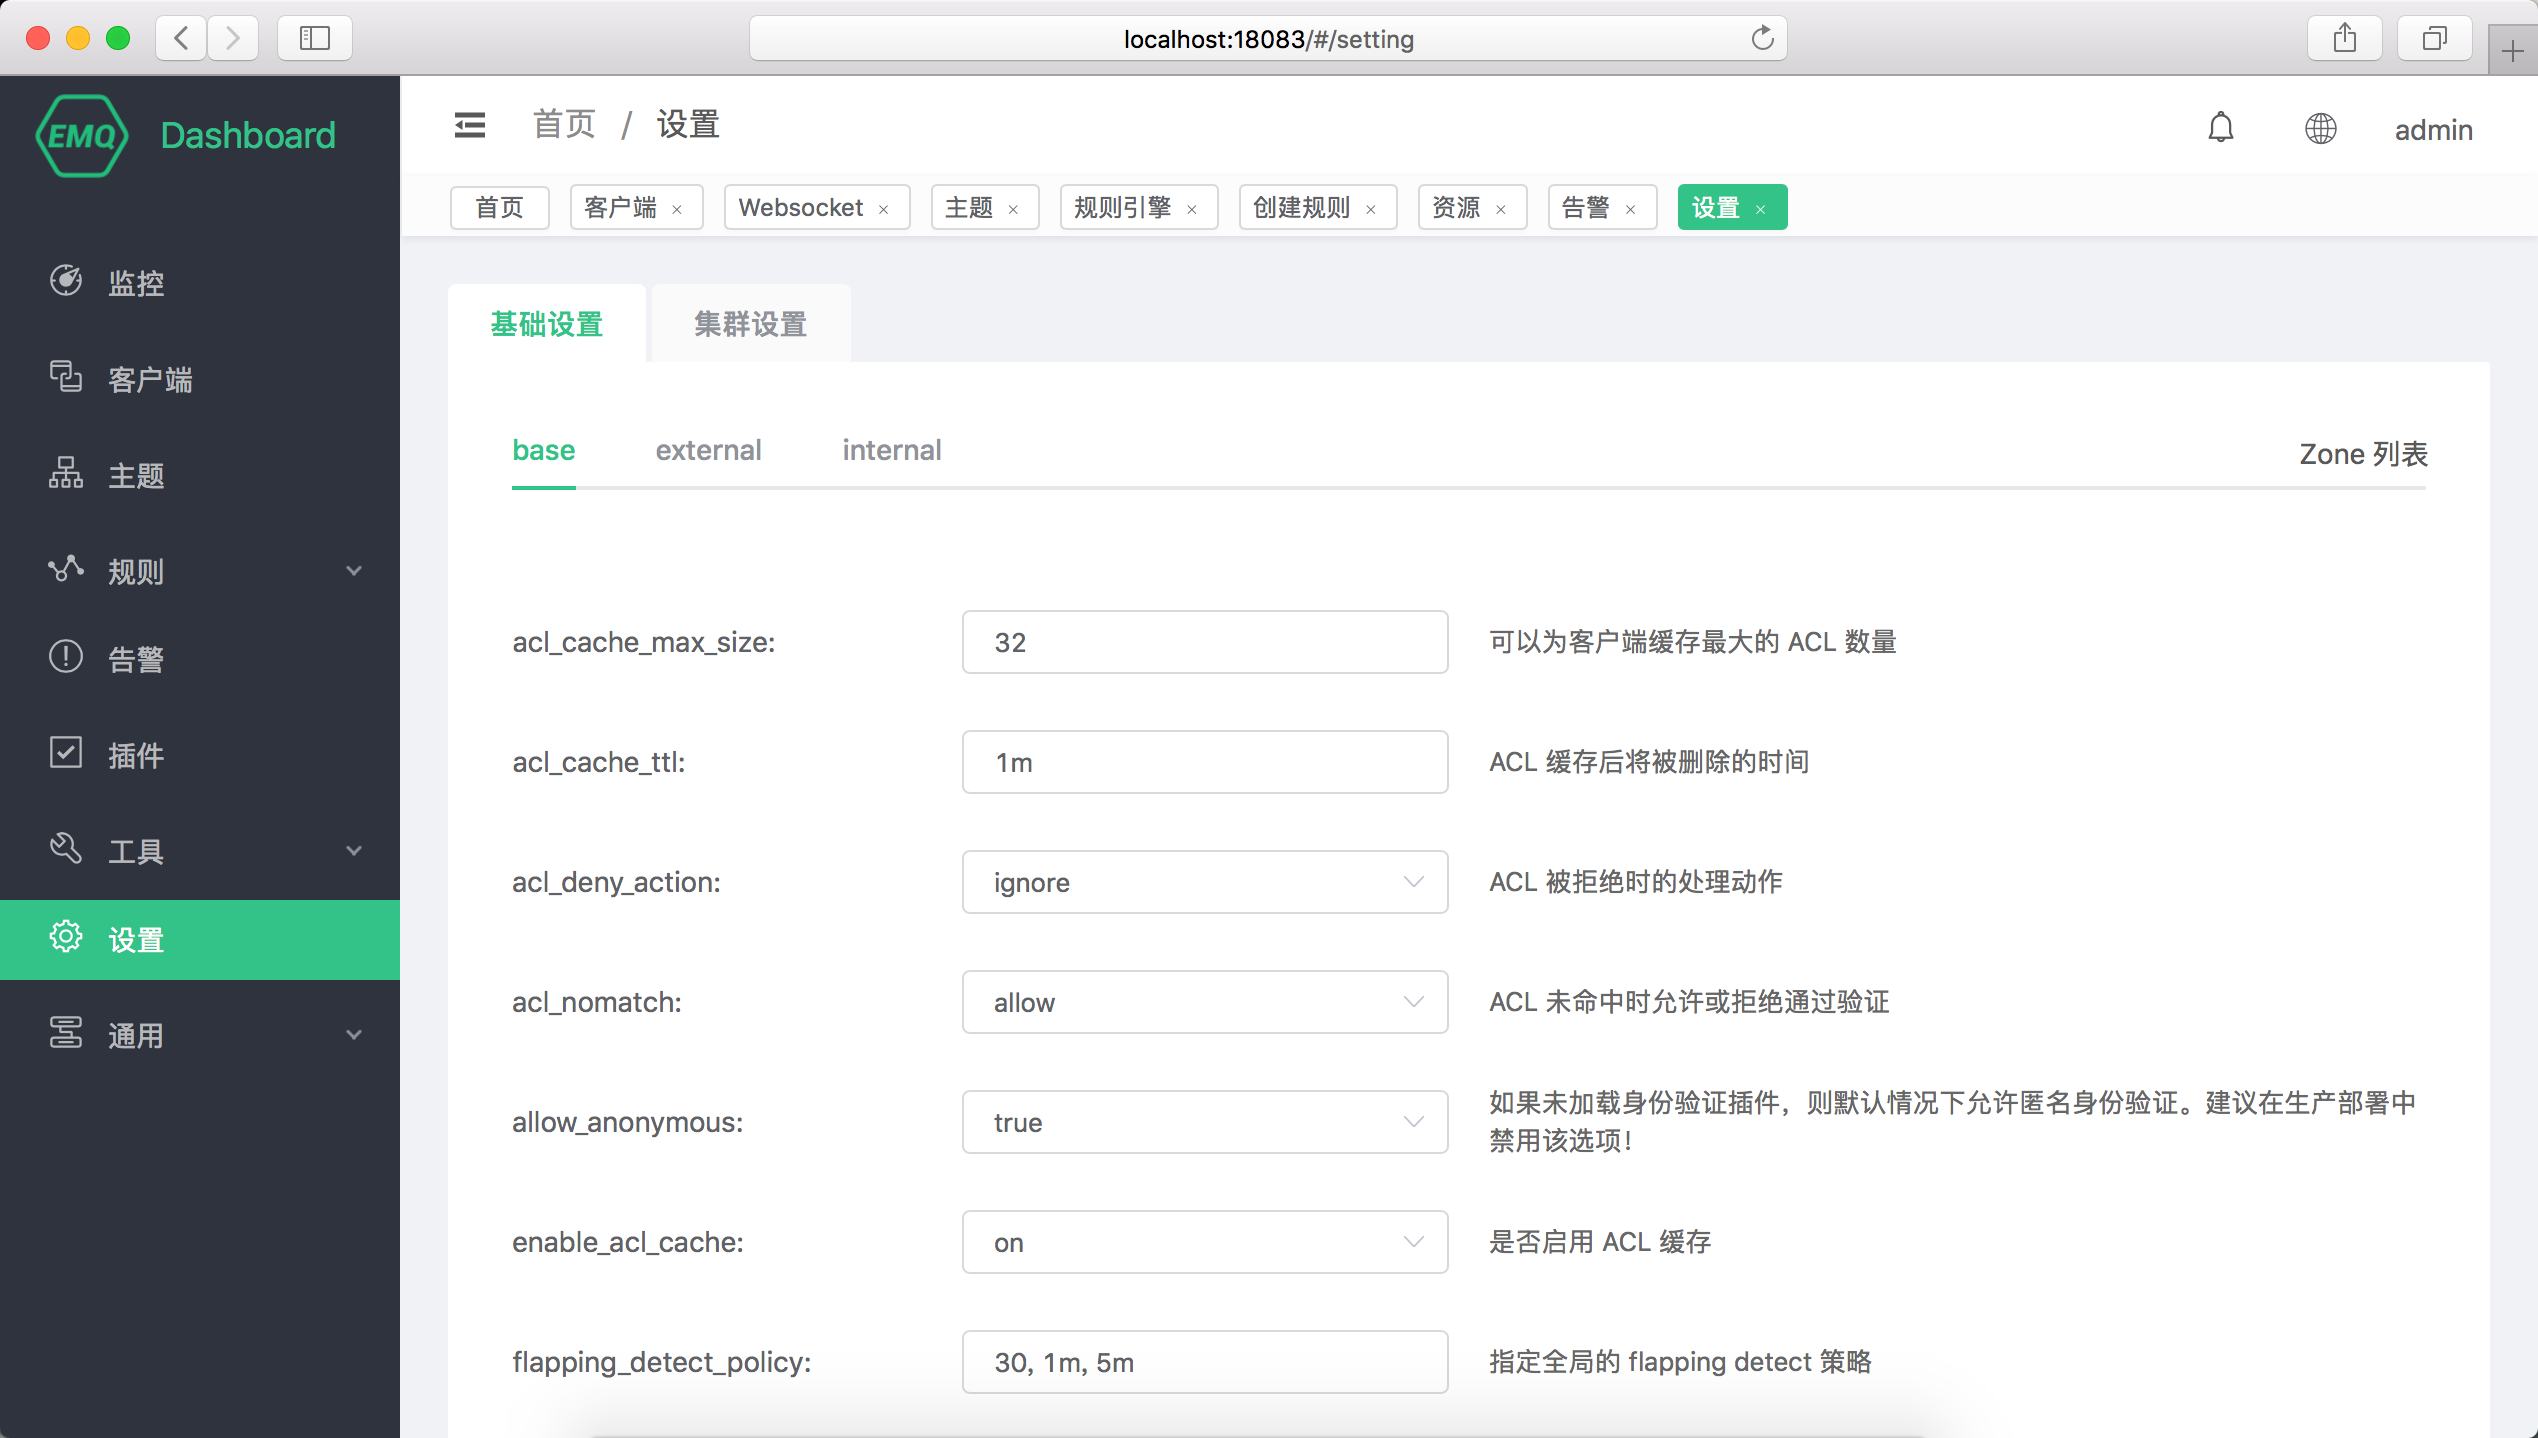 localhost:18083/#/setting
EMQ Dashboard
首页 / 设置
admin
首页 客户端 × Websocket × 主题 × 规则引擎 × 创建规则 × 资源 × 告警 × 设置 ×
监控
客户端
主题
规则
告警
插件
工具
设置
通用
基础设置 集群设置
base external internal Zone 列表
acl_cache_max_size: 32 可以为客户端缓存最大的 ACL 数量
acl_cache_ttl: 1m ACL 缓存后将被删除的时间
acl_deny_action: ignore ACL 被拒绝时的处理动作
acl_nomatch: allow ACL 未命中时允许或拒绝通过验证
allow_anonymous: true 如果未加载身份验证插件，则默认情况下允许匿名身份验证。建议在生产部署中
禁用该选项！
enable_acl_cache: on 是否启用 ACL 缓存
flapping_detect_policy: 30, 1m, 5m 指定全局的 flapping detect 策略